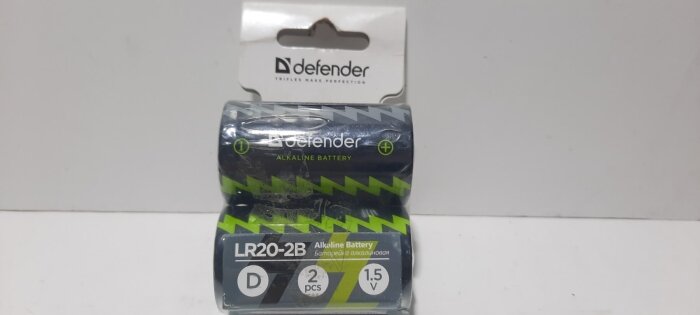 defender
TRIFLES MAKE PERFECTION
defender
ALKALINE BATTERY
LR20-2B
Alkaline Battery
Батарейка алкалиновая
D
2
pcs
1.5
V